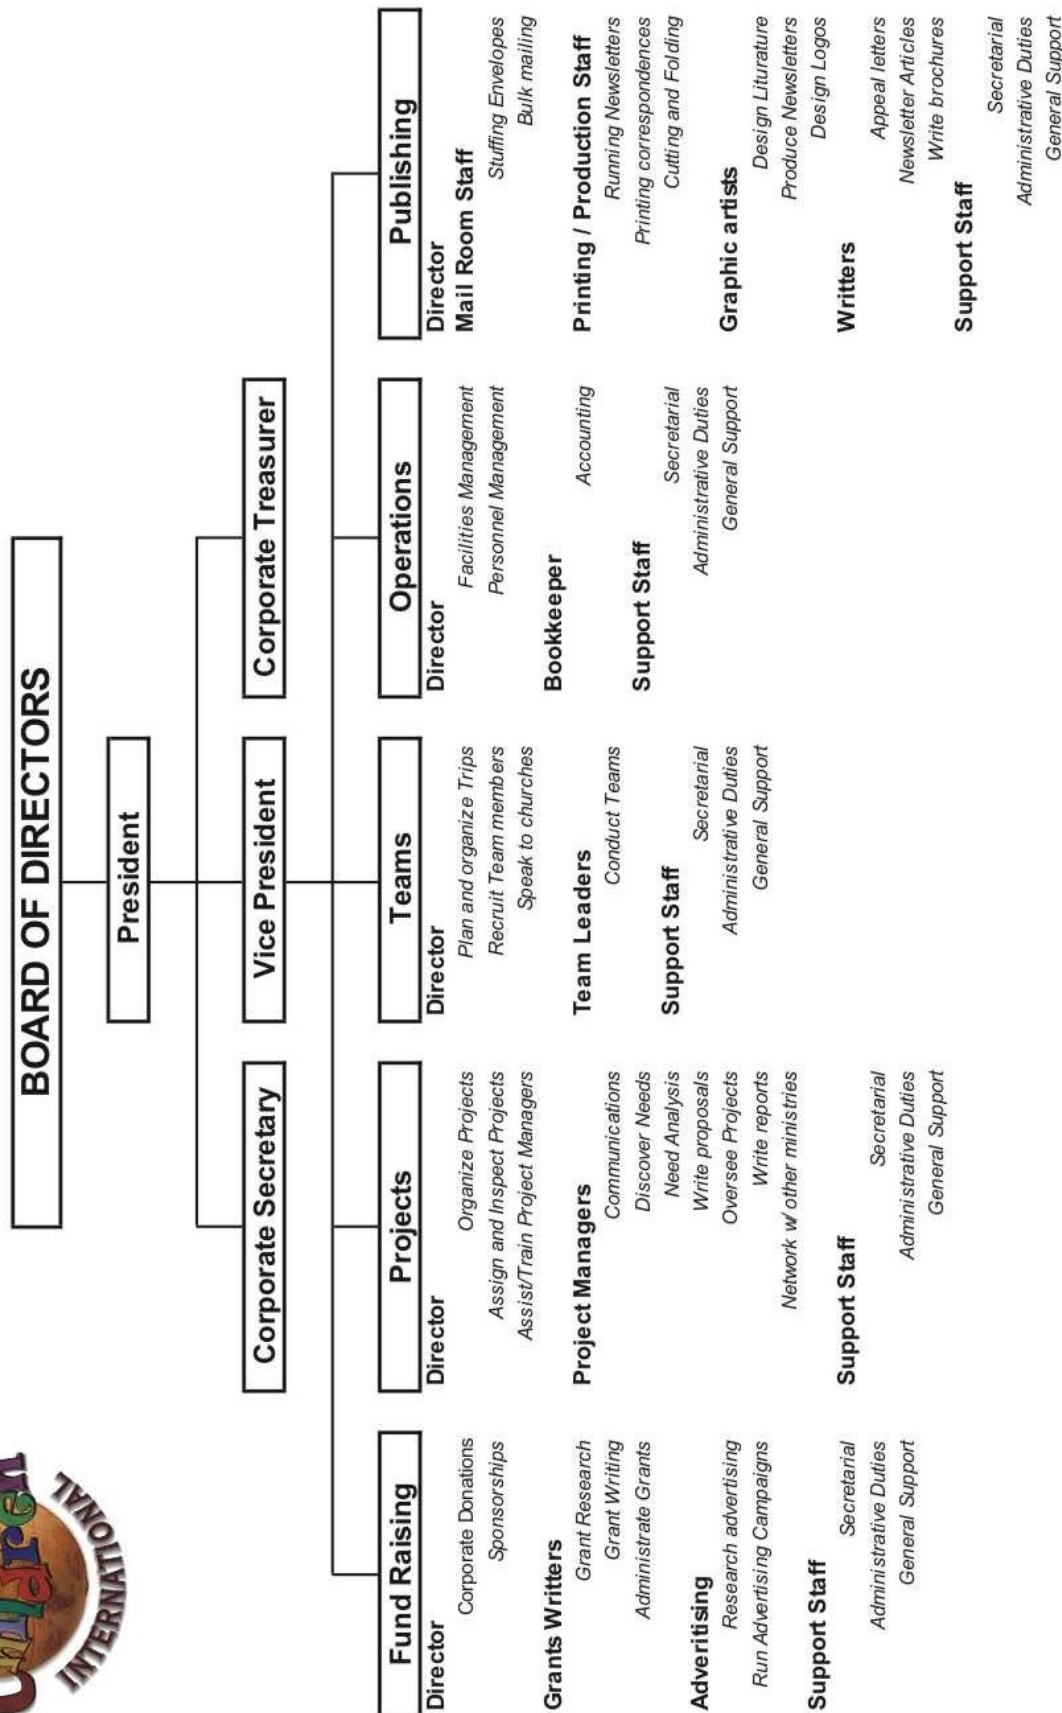 Children
INTERNATIONAL
BOARD OF DIRECTORS
President
Corporate Secretary
Vice President
Corporate Treasurer
Fund Raising
Director
Corporate Donations
Sponsorships
Grants Writters
Grant Research
Grant Writing
Administrate Grants
Adveritising
Research advertising
Run Advertising Campaigns
Support Staff
Secretarial
Administrative Duties
General Support
Projects
Director
Organize Projects
Assign and Inspect Projects
Assist/Train Project Managers
Project Managers
Communications
Discover Needs
Need Analysis
Write proposals
Oversee Projects
Write reports
Network w/ other ministries
Support Staff
Secretarial
Administrative Duties
General Support
Teams
Director
Plan and organize Trips
Recruit Team members
Speak to churches
Team Leaders
Conduct Teams
Support Staff
Secretarial
Administrative Duties
General Support
Operations
Director
Facilities Management
Personnel Management
Bookkeeper
Accounting
Support Staff
Secretarial
Administrative Duties
General Support
Publishing
Director
Mail Room Staff
Stuffing Envelopes
Bulk mailing
Printing / Production Staff
Running Newsletters
Printing correspondences
Cutting and Folding
Graphic artists
Design Liturature
Produce Newsletters
Design Logos
Writters
Appeal letters
Newsletter Articles
Write brochures
Support Staff
Secretarial
Administrative Duties
General Support